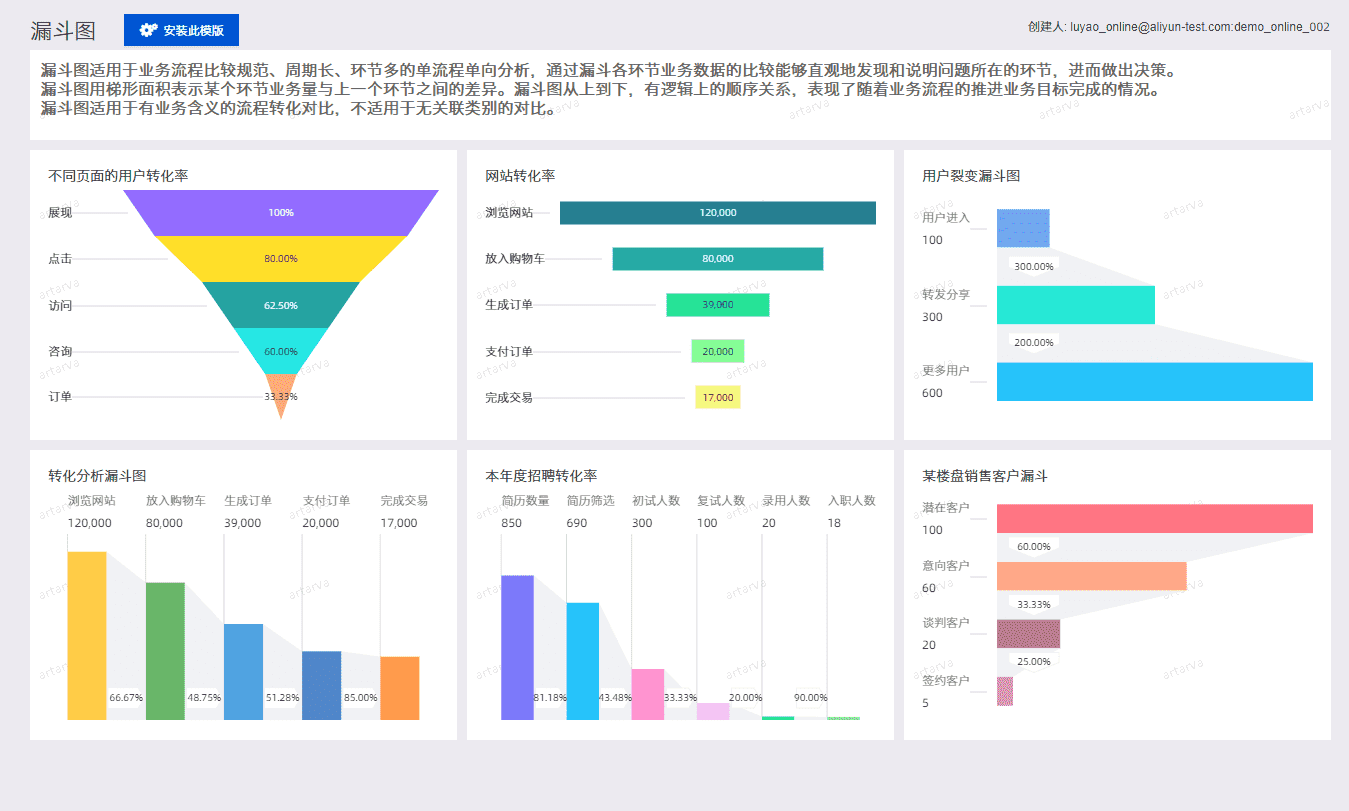 漏斗图
安装此模版
创建人: luyao_online@aliyun-test.com:demo_online_002
漏斗图适用于业务流程比较规范、周期长、环节多的单流程单向分析，通过漏斗各环节业务数据的比较能够直观地发现和说明问题所在的环节，进而做出决策。
漏斗图用梯形面积表示某个环节业务量与上一个环节之间的差异。漏斗图从上到下，有逻辑上的顺序关系，表现了随着业务流程的推进业务目标完成的情况。
漏斗图适用于有业务含义的流程转化对比，不适用于无关联类别的对比。
不同页面的用户转化率
展现 100%
点击 80.00%
访问 62.50%
咨询 60.00%
订单 33.33%
网站转化率
浏览网站 120,000
放入购物车 80,000
生成订单 39,000
支付订单 20,000
完成交易 17,000
用户裂变漏斗图
用户进入
100
300.00%
转发分享
300
200.00%
更多用户
600
转化分析漏斗图
浏览网站 放入购物车 生成订单 支付订单 完成交易
120,000 80,000 39,000 20,000 17,000
66.67% 48.75% 51.28% 85.00%
本年度招聘转化率
简历数量 简历筛选 初试人数 复试人数 录用人数 入职人数
850 690 300 100 20 18
81.18% 43.48% 33.33% 20.00% 90.00%
某楼盘销售客户漏斗
潜在客户
100
60.00%
意向客户
60
33.33%
谈判客户
20
25.00%
签约客户
5